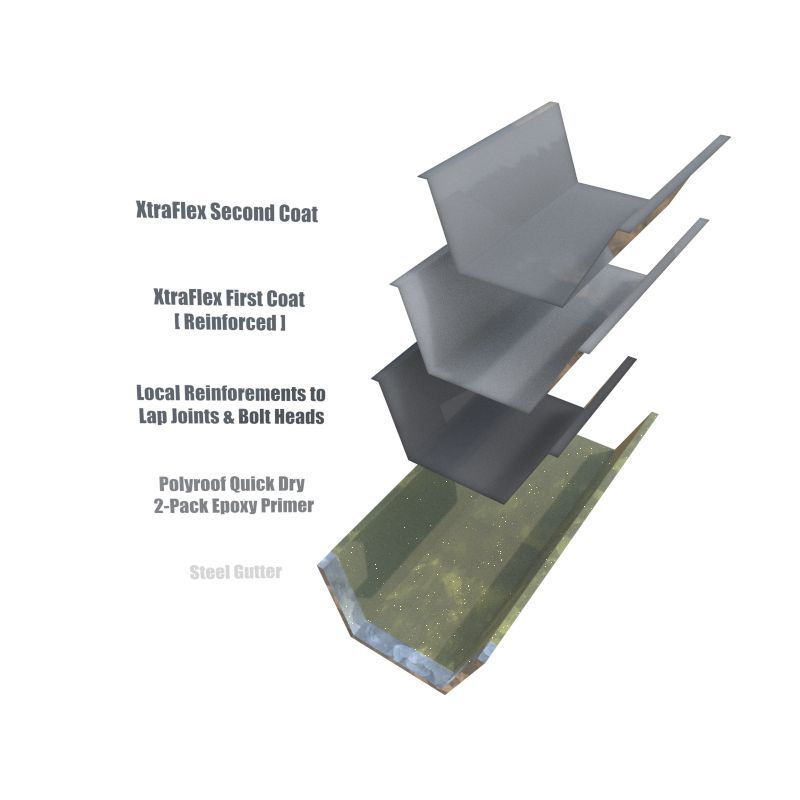 XtraFlex Second Coat
XtraFlex First Coat
[ Reinforced ]
Local Reinforements to
Lap Joints & Bolt Heads
Polyroof Quick Dry
2-Pack Epoxy Primer
Steel Gutter